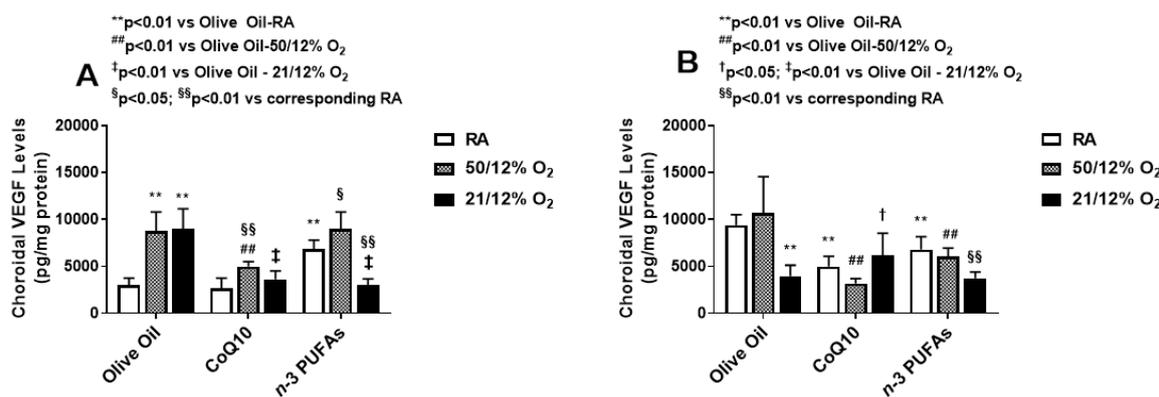 **p<0.01 vs Olive Oil-RA
##p<0.01 vs Olive Oil-50/12% O2
‡p<0.01 vs Olive Oil - 21/12% O2
§p<0.05; §§p<0.01 vs corresponding RA
A
Choroidal VEGF Levels
(pg/mg protein)
20000
15000
10000
5000
0
** ** §§ ## ‡ ** § §§ ‡
Olive Oil
CoQ10
n-3 PUFAs
RA
50/12% O2
21/12% O2
**p<0.01 vs Olive Oil-RA
##p<0.01 vs Olive Oil-50/12% O2
†p<0.05; ‡p<0.01 vs Olive Oil - 21/12% O2
§§p<0.01 vs corresponding RA
B
Choroidal VEGF Levels
(pg/mg protein)
20000
15000
10000
5000
0
** ** ## † ** ## §§
Olive Oil
CoQ10
n-3 PUFAs
RA
50/12% O2
21/12% O2